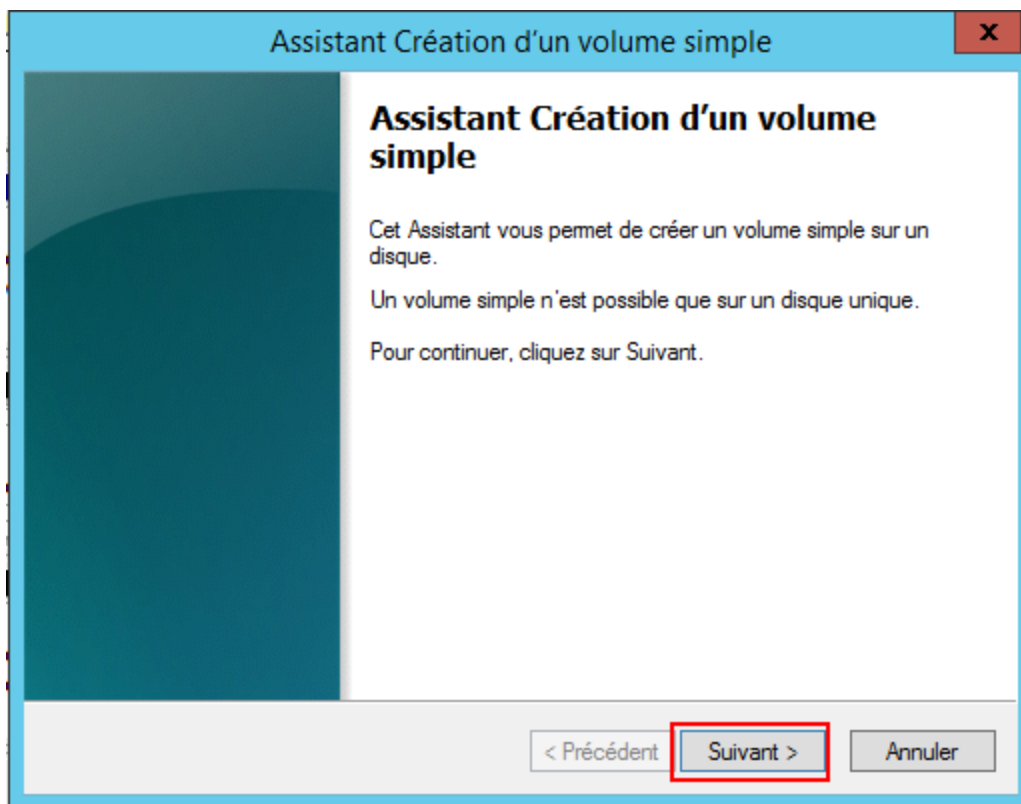 Assistant Création d’un volume simple
x
Assistant Création d’un volume
simple
Cet Assistant vous permet de créer un volume simple sur un
disque.
Un volume simple n’est possible que sur un disque unique.
Pour continuer, cliquez sur Suivant.
< Précédent Suivant > Annuler